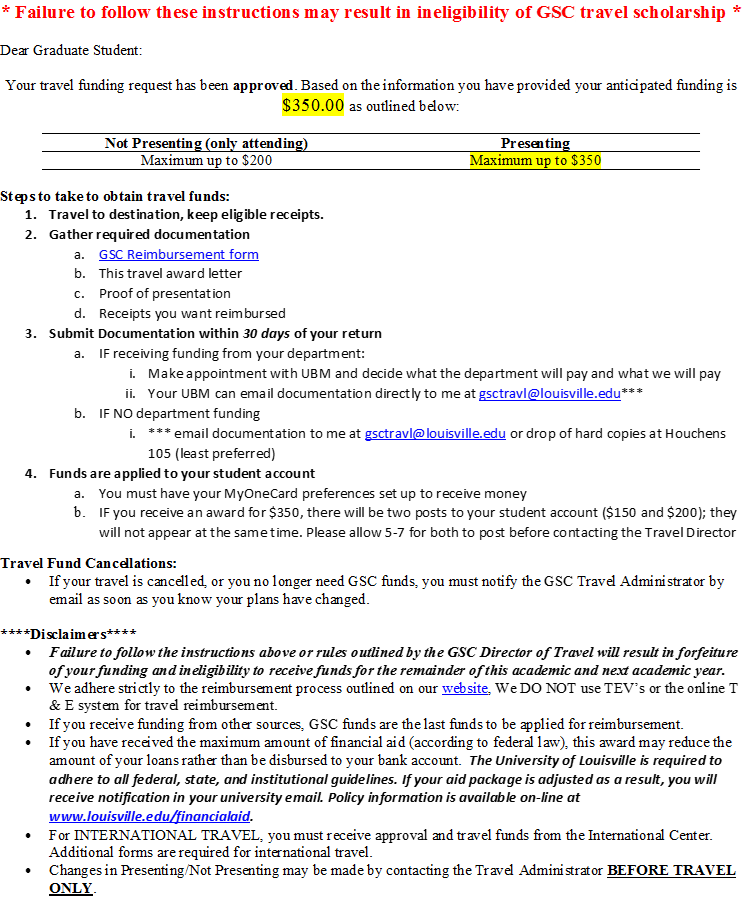 * Failure to follow these instructions may result in ineligibility of GSC travel scholarship *
Dear Graduate Student:
Your travel funding request has been approved. Based on the information you have provided your anticipated funding is
$350.00 as outlined below:
Not Presenting (only attending) Presenting
Maximum up to $200 Maximum up to $350
Steps to take to obtain travel funds:
1. Travel to destination, keep eligible receipts.
2. Gather required documentation
a. GSC Reimbursement form
b. This travel award letter
c. Proof of presentation
d. Receipts you want reimbursed
3. Submit Documentation within 30 days of your return
a. IF receiving funding from your department:
i. Make appointment with UBM and decide what the department will pay and what we will pay
ii. Your UBM can email documentation directly to me at gsctravl@louisville.edu***
b. IF NO department funding
i. *** email documentation to me at gsctravl@louisville.edu or drop of hard copies at Houchens
105 (least preferred)
4. Funds are applied to your student account
a. You must have your MyOneCard preferences set up to receive money
b. IF you receive an award for $350, there will be two posts to your student account ($150 and $200); they
will not appear at the same time. Please allow 5-7 for both to post before contacting the Travel Director
Travel Fund Cancellations:
• If your travel is cancelled, or you no longer need GSC funds, you must notify the GSC Travel Administrator by
email as soon as you know your plans have changed.
****Disclaimers****
• Failure to follow the instructions above or rules outlined by the GSC Director of Travel will result in forfeiture
of your funding and ineligibility to receive funds for the remainder of this academic and next academic year.
• We adhere strictly to the reimbursement process outlined on our website, We DO NOT use TEV's or the online T
& E system for travel reimbursement.
• If you receive funding from other sources, GSC funds are the last funds to be applied for reimbursement.
• If you have received the maximum amount of financial aid (according to federal law), this award may reduce the
amount of your loans rather than be disbursed to your bank account. The University of Louisville is required to
adhere to all federal, state, and institutional guidelines. If your aid package is adjusted as a result, you will
receive notification in your university email. Policy information is available on-line at
www.louisville.edu/financialaid.
• For INTERNATIONAL TRAVEL, you must receive approval and travel funds from the International Center.
Additional forms are required for international travel.
• Changes in Presenting/Not Presenting may be made by contacting the Travel Administrator BEFORE TRAVEL
ONLY.